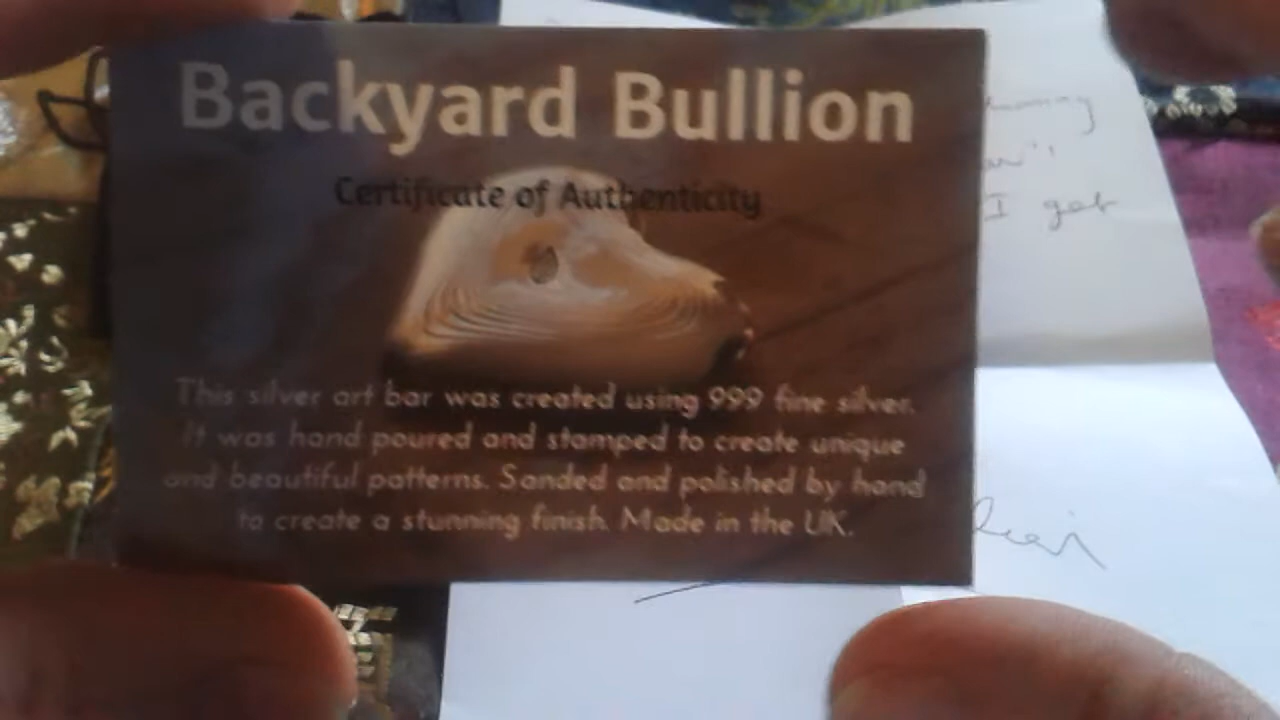 Backyard Bullion
Certificate of Authenticity
This silver art bar was created using 999 fine silver.
It was hand poured and stamped to create unique
and beautiful patterns. Sanded and polished by hand
to create a stunning finish. Made in the UK.
I get